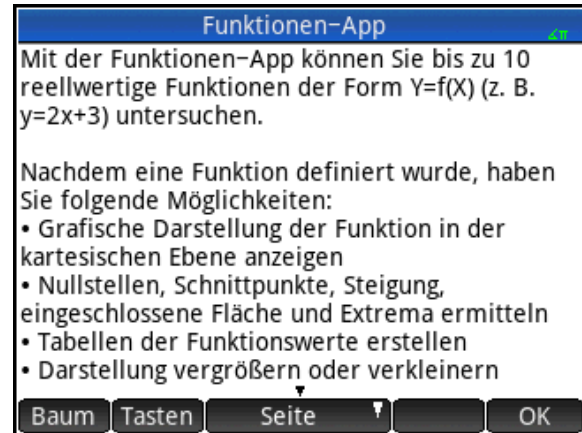 Funktionen-App
∡π
Mit der Funktionen-App können Sie bis zu 10
reellwertige Funktionen der Form Y=f(X) (z. B.
y=2x+3) untersuchen.
Nachdem eine Funktion definiert wurde, haben
Sie folgende Möglichkeiten:
• Grafische Darstellung der Funktion in der
kartesischen Ebene anzeigen
• Nullstellen, Schnittpunkte, Steigung,
eingeschlossene Fläche und Extrema ermitteln
• Tabellen der Funktionswerte erstellen
• Darstellung vergrößern oder verkleinern
Baum Tasten Seite OK